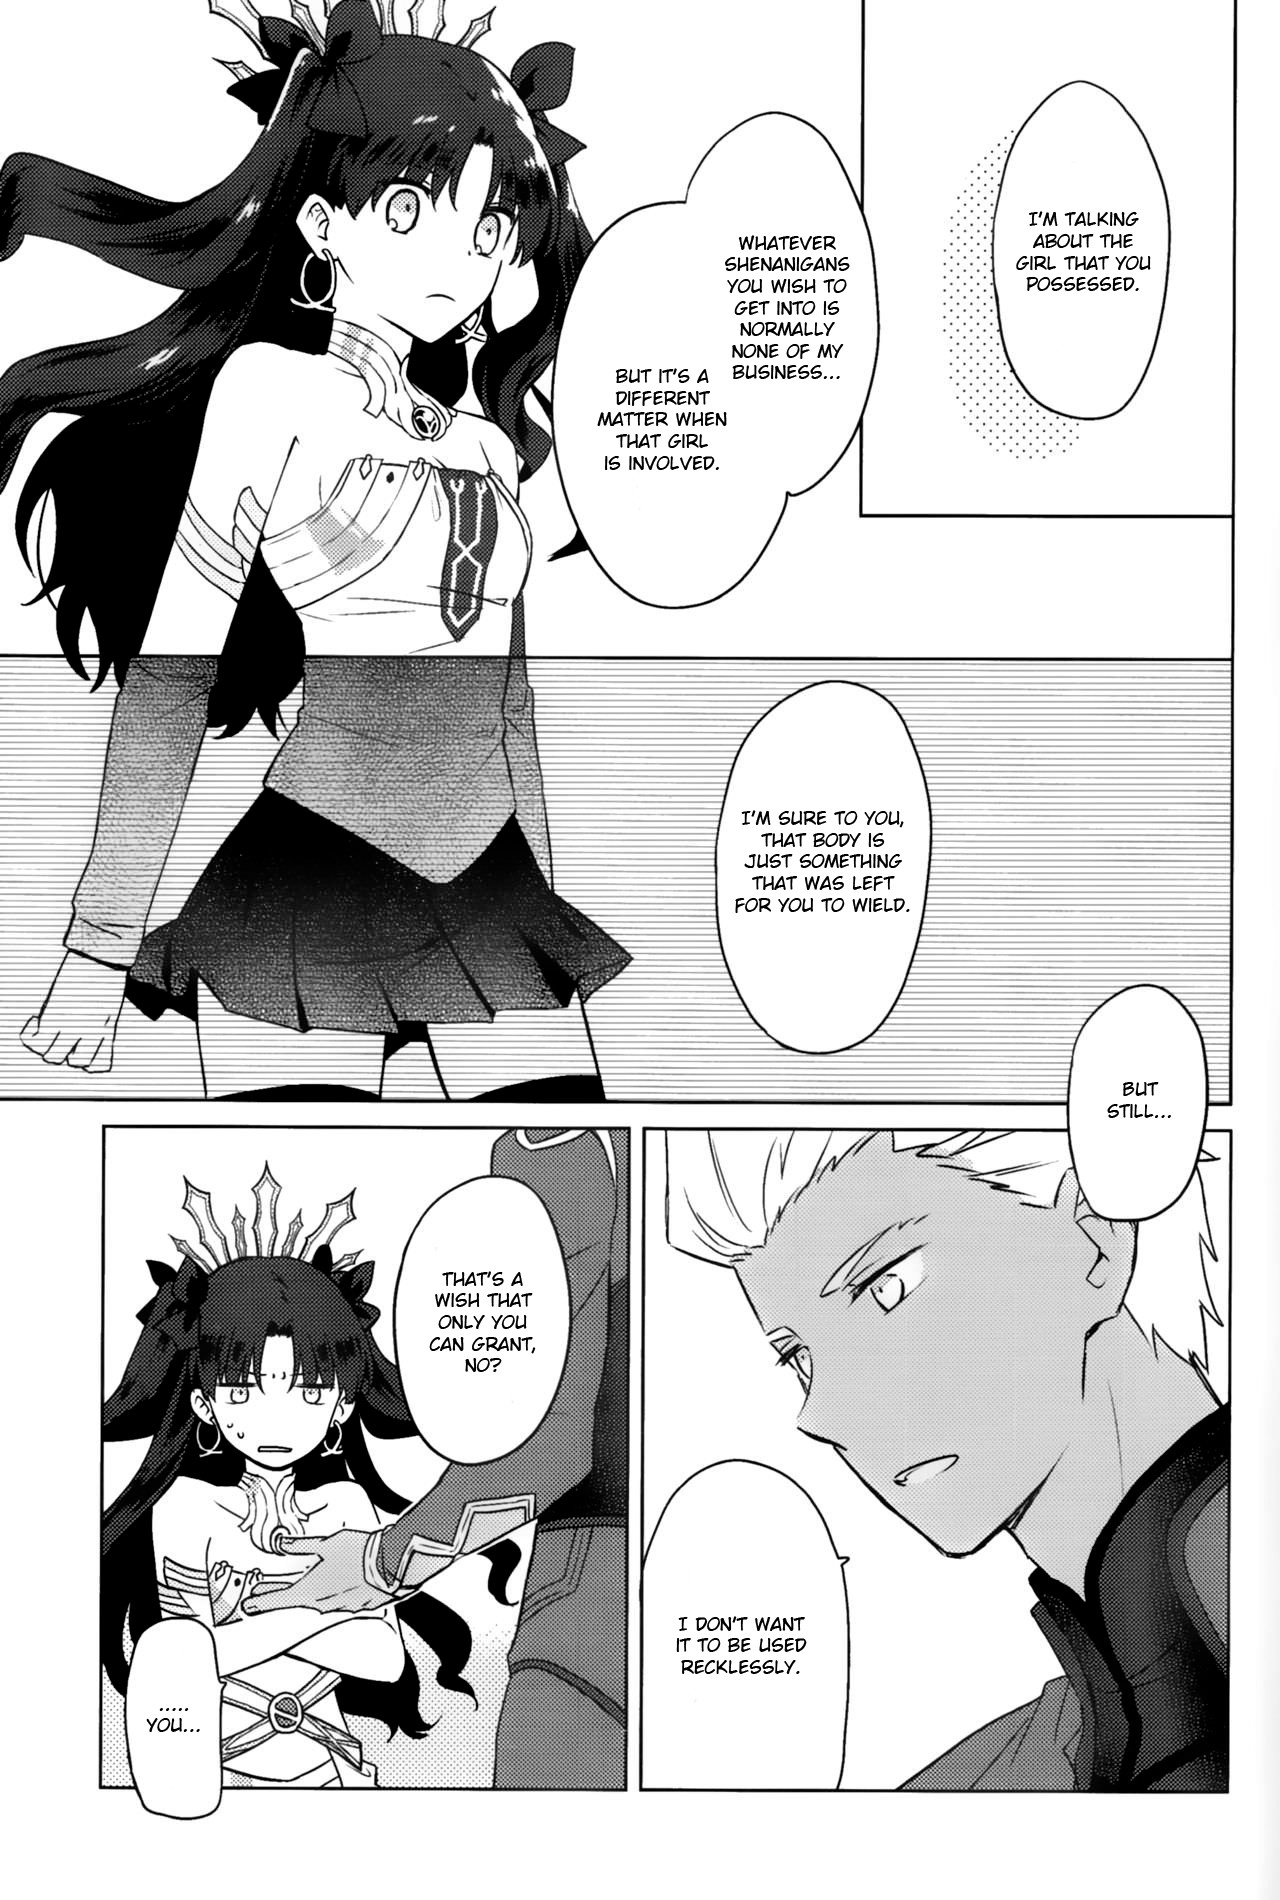 I'M TALKING
ABOUT THE
GIRL THAT YOU
POSSESSED.
WHATEVER
SHENANIGANS
YOU WISH TO
GET INTO IS
NORMALLY
NONE OF MY
BUSINESS...
BUT IT'S A
DIFFERENT
MATTER WHEN
THAT GIRL
IS INVOLVED.
I'M SURE TO YOU,
THAT BODY IS
JUST SOMETHING
THAT WAS LEFT
FOR YOU TO WIELD.
BUT
STILL...
I DON'T WANT
IT TO BE USED
RECKLESSLY.
THAT'S A
WISH THAT
ONLY YOU
CAN GRANT,
NO?
.....
YOU...